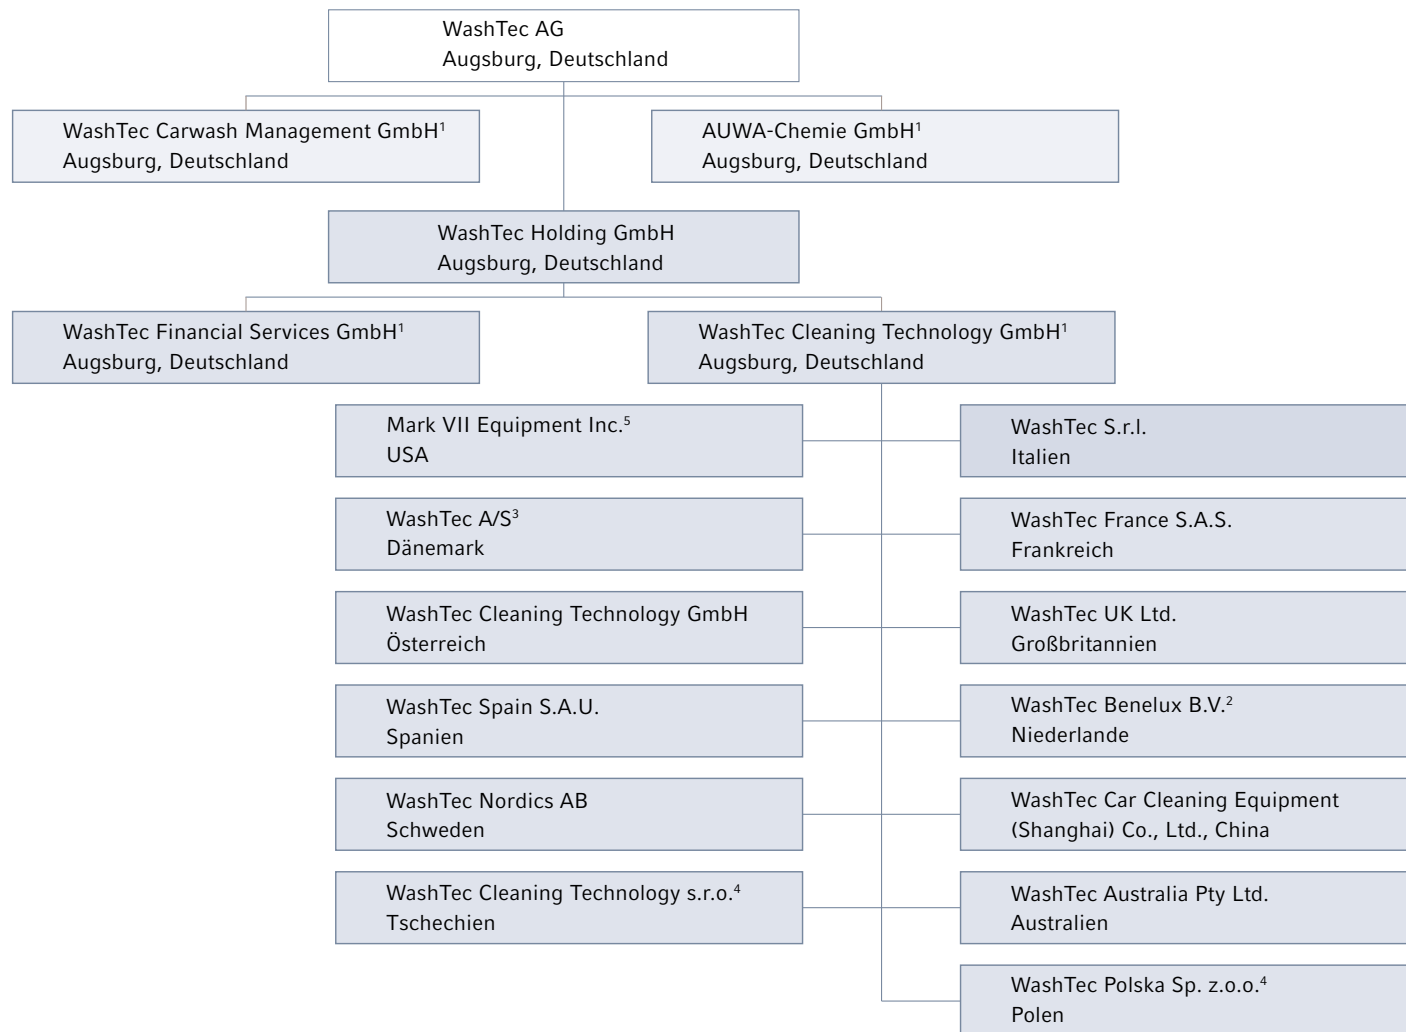 WashTec AG
Augsburg, Deutschland
WashTec Carwash Management GmbH¹
Augsburg, Deutschland
AUWA-Chemie GmbH¹
Augsburg, Deutschland
WashTec Holding GmbH
Augsburg, Deutschland
WashTec Financial Services GmbH¹
Augsburg, Deutschland
WashTec Cleaning Technology GmbH¹
Augsburg, Deutschland
Mark VII Equipment Inc.⁵
USA
WashTec S.r.l.
Italien
WashTec A/S³
Dänemark
WashTec France S.A.S.
Frankreich
WashTec Cleaning Technology GmbH
Österreich
WashTec UK Ltd.
Großbritannien
WashTec Spain S.A.U.
Spanien
WashTec Benelux B.V.²
Niederlande
WashTec Nordics AB
Schweden
WashTec Car Cleaning Equipment
(Shanghai) Co., Ltd., China
WashTec Cleaning Technology s.r.o.⁴
Tschechien
WashTec Australia Pty Ltd.
Australien
WashTec Polska Sp. z.o.o.⁴
Polen